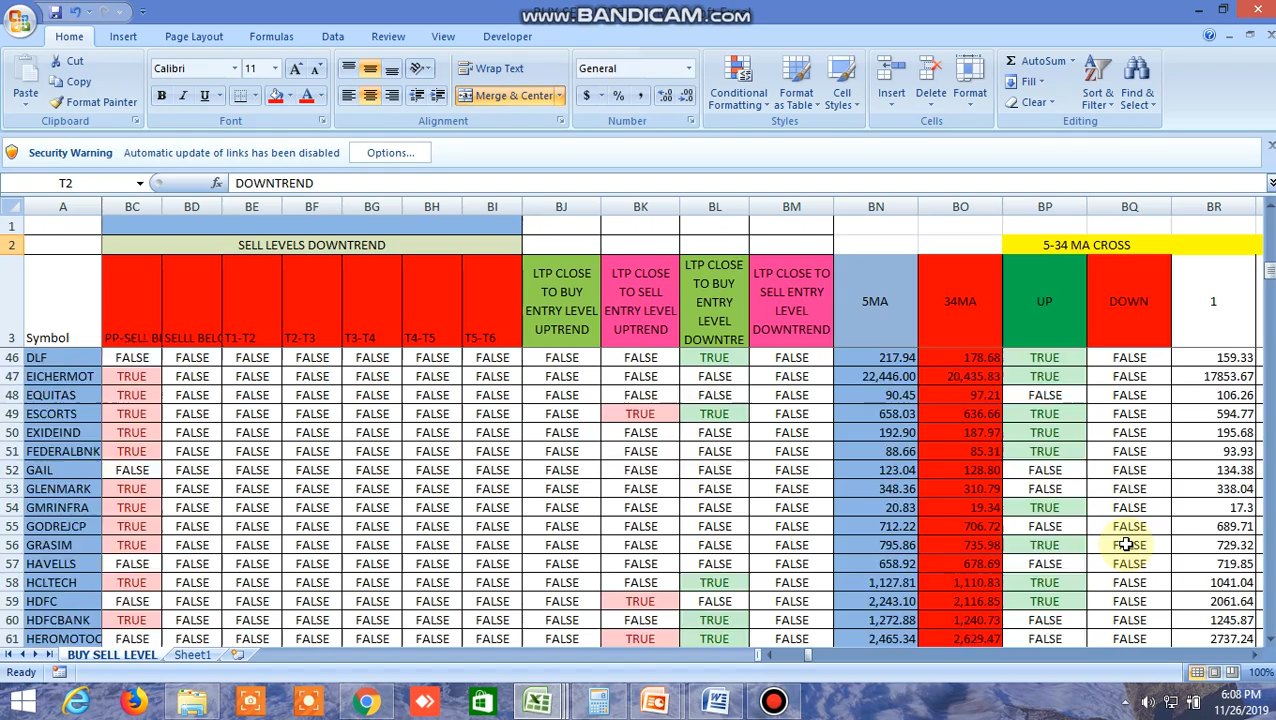 www.BANDICAM.com
Home Insert Page Layout Formulas Data Review View Developer
Paste Cut Copy Format Painter Clipboard
Calibri 11 A A B I U A Font
Wrap Text Merge & Center Alignment
General $ % , Number
Conditional Formatting Format as Table Cell Styles Styles
Insert Delete Format Cells
Σ AutoSum Fill Clear Sort & Filter Find & Select Editing
Security Warning Automatic update of links has been disabled Options...
T2 fx DOWNTREND
A BC BD BE BF BG BH BI BJ BK BL BM BN BO BP BQ BR
1
2 SELL LEVELS DOWNTREND 5-34 MA CROSS
3 Symbol PP-SELL BE SELLL BELO T1-T2 T2-T3 T3-T4 T4-T5 T5-T6 LTP CLOSE TO BUY ENTRY LEVEL UPTREND LTP CLOSE TO SELL ENTRY LEVEL UPTREND LTP CLOSE TO BUY ENTRY LEVEL DOWNTRE LTP CLOSE TO SELL ENTRY LEVEL DOWNTREND 5MA 34MA UP DOWN 1
46 DLF FALSE FALSE FALSE FALSE FALSE FALSE FALSE FALSE FALSE TRUE FALSE 217.94 178.68 TRUE FALSE 159.33
47 EICHERMOT TRUE FALSE FALSE FALSE FALSE FALSE FALSE FALSE FALSE FALSE FALSE 22,446.00 20,435.83 TRUE FALSE 17853.67
48 EQUITAS TRUE FALSE FALSE FALSE FALSE FALSE FALSE FALSE FALSE FALSE FALSE 90.45 97.21 FALSE FALSE 106.26
49 ESCORTS TRUE FALSE FALSE FALSE FALSE FALSE FALSE FALSE TRUE TRUE FALSE 658.03 636.66 TRUE FALSE 594.77
50 EXIDEIND TRUE FALSE FALSE FALSE FALSE FALSE FALSE FALSE FALSE FALSE FALSE 192.90 187.97 TRUE FALSE 195.68
51 FEDERALBNK TRUE FALSE FALSE FALSE FALSE FALSE FALSE FALSE FALSE FALSE FALSE 88.66 85.31 TRUE FALSE 93.93
52 GAIL FALSE FALSE FALSE FALSE FALSE FALSE FALSE FALSE FALSE FALSE FALSE 123.04 128.80 FALSE FALSE 134.38
53 GLENMARK TRUE FALSE FALSE FALSE FALSE FALSE FALSE FALSE FALSE FALSE FALSE 348.36 310.79 FALSE FALSE 338.04
54 GMRINFRA TRUE FALSE FALSE FALSE FALSE FALSE FALSE FALSE FALSE FALSE FALSE 20.83 19.34 TRUE FALSE 17.3
55 GODREJCP TRUE FALSE FALSE FALSE FALSE FALSE FALSE FALSE FALSE FALSE FALSE 712.22 706.72 FALSE FALSE 689.71
56 GRASIM TRUE FALSE FALSE FALSE FALSE FALSE FALSE FALSE FALSE FALSE FALSE 795.86 735.98 TRUE FALSE 729.32
57 HAVELLS FALSE FALSE FALSE FALSE FALSE FALSE FALSE FALSE FALSE FALSE FALSE 658.92 678.69 FALSE FALSE 719.85
58 HCLTECH TRUE FALSE FALSE FALSE FALSE FALSE FALSE FALSE FALSE TRUE FALSE 1,127.81 1,110.83 TRUE FALSE 1041.04
59 HDFC FALSE FALSE FALSE FALSE FALSE FALSE FALSE FALSE TRUE FALSE FALSE 2,243.10 2,116.85 TRUE FALSE 2061.64
60 HDFCBANK TRUE FALSE FALSE FALSE FALSE FALSE FALSE FALSE FALSE TRUE FALSE 1,272.88 1,240.73 FALSE FALSE 1245.87
61 HEROMOTOC FALSE FALSE FALSE FALSE FALSE FALSE FALSE FALSE TRUE TRUE FALSE 2,465.34 2,629.47 FALSE FALSE 2737.24
BUY SELL LEVEL Sheet1
Ready 100%
6:08 PM
11/26/2019